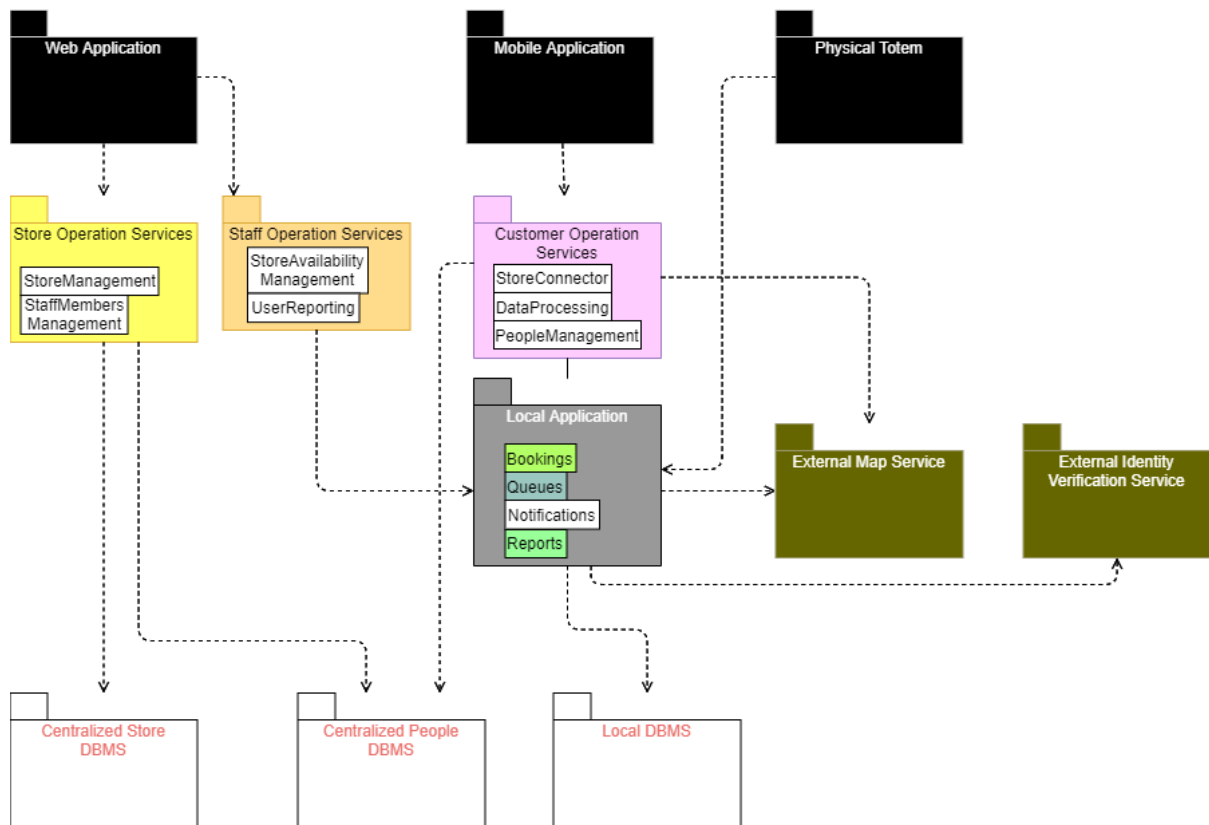 Web Application
Mobile Application
Physical Totem
Store Operation Services
StoreManagement
StaffMembers
Management
Staff Operation Services
StoreAvailability
Management
UserReporting
Customer Operation
Services
StoreConnector
DataProcessing
PeopleManagement
Local Application
Bookings
Queues
Notifications
Reports
External Map Service
External Identity
Verification Service
Centralized Store
DBMS
Centralized People
DBMS
Local DBMS